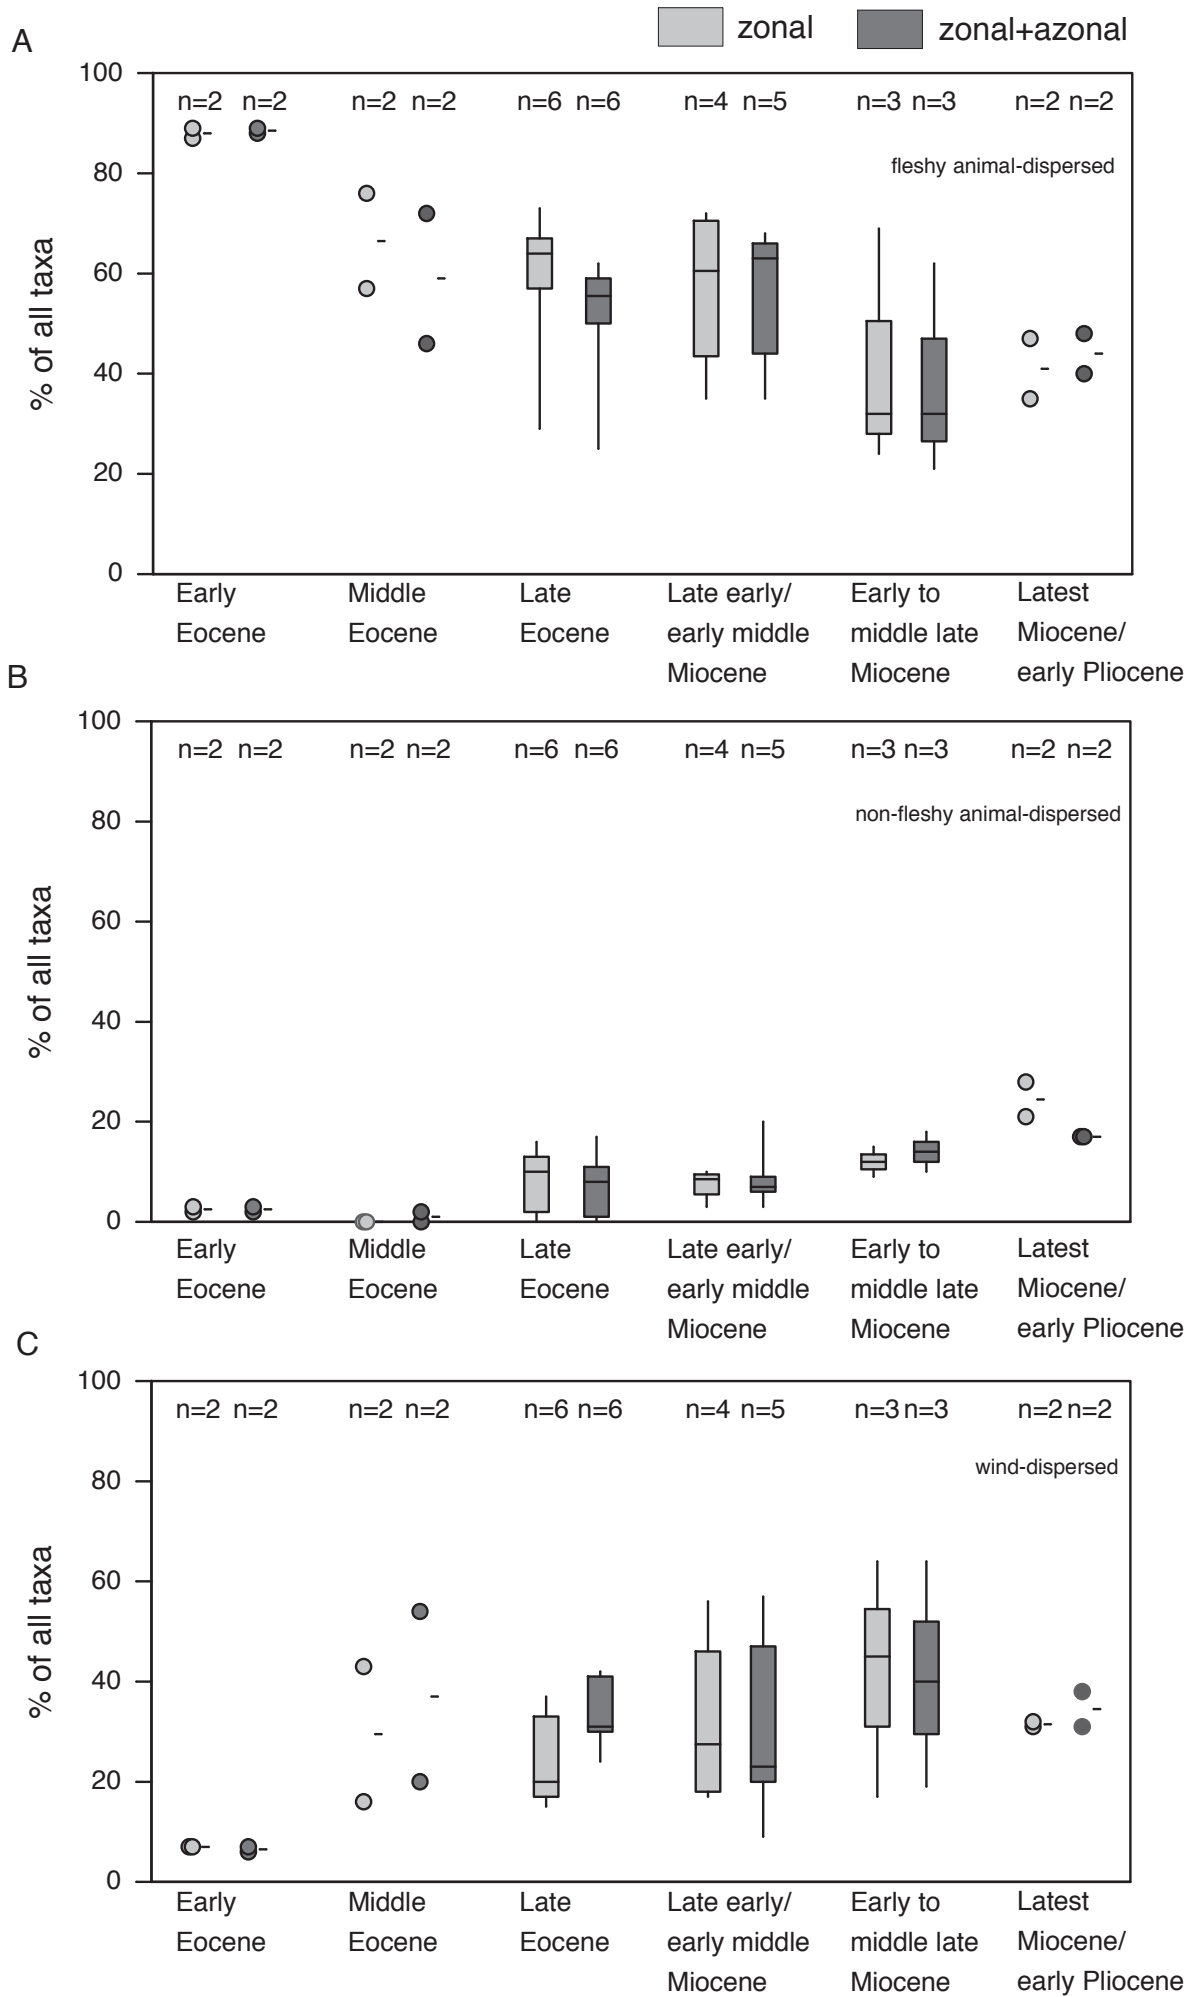 zonal zonal+azonal
A
100
n=2 n=2 n=2 n=2 n=6 n=6 n=4 n=5 n=3 n=3 n=2 n=2
fleshy animal-dispersed
80
60
40
20
0
% of all taxa
Early Middle Late Late early/ Early to Latest
Eocene Eocene Eocene early middle middle late Miocene/
Miocene Miocene early Pliocene
B
100
n=2 n=2 n=2 n=2 n=6 n=6 n=4 n=5 n=3 n=3 n=2 n=2
non-fleshy animal-dispersed
80
60
40
20
0
% of all taxa
Early Middle Late Late early/ Early to Latest
Eocene Eocene Eocene early middle middle late Miocene/
Miocene Miocene early Pliocene
C
100
n=2 n=2 n=2 n=2 n=6 n=6 n=4 n=5 n=3 n=3 n=2 n=2
wind-dispersed
80
60
40
20
0
% of all taxa
Early Middle Late Late early/ Early to Latest
Eocene Eocene Eocene early middle middle late Miocene/
Miocene Miocene early Pliocene